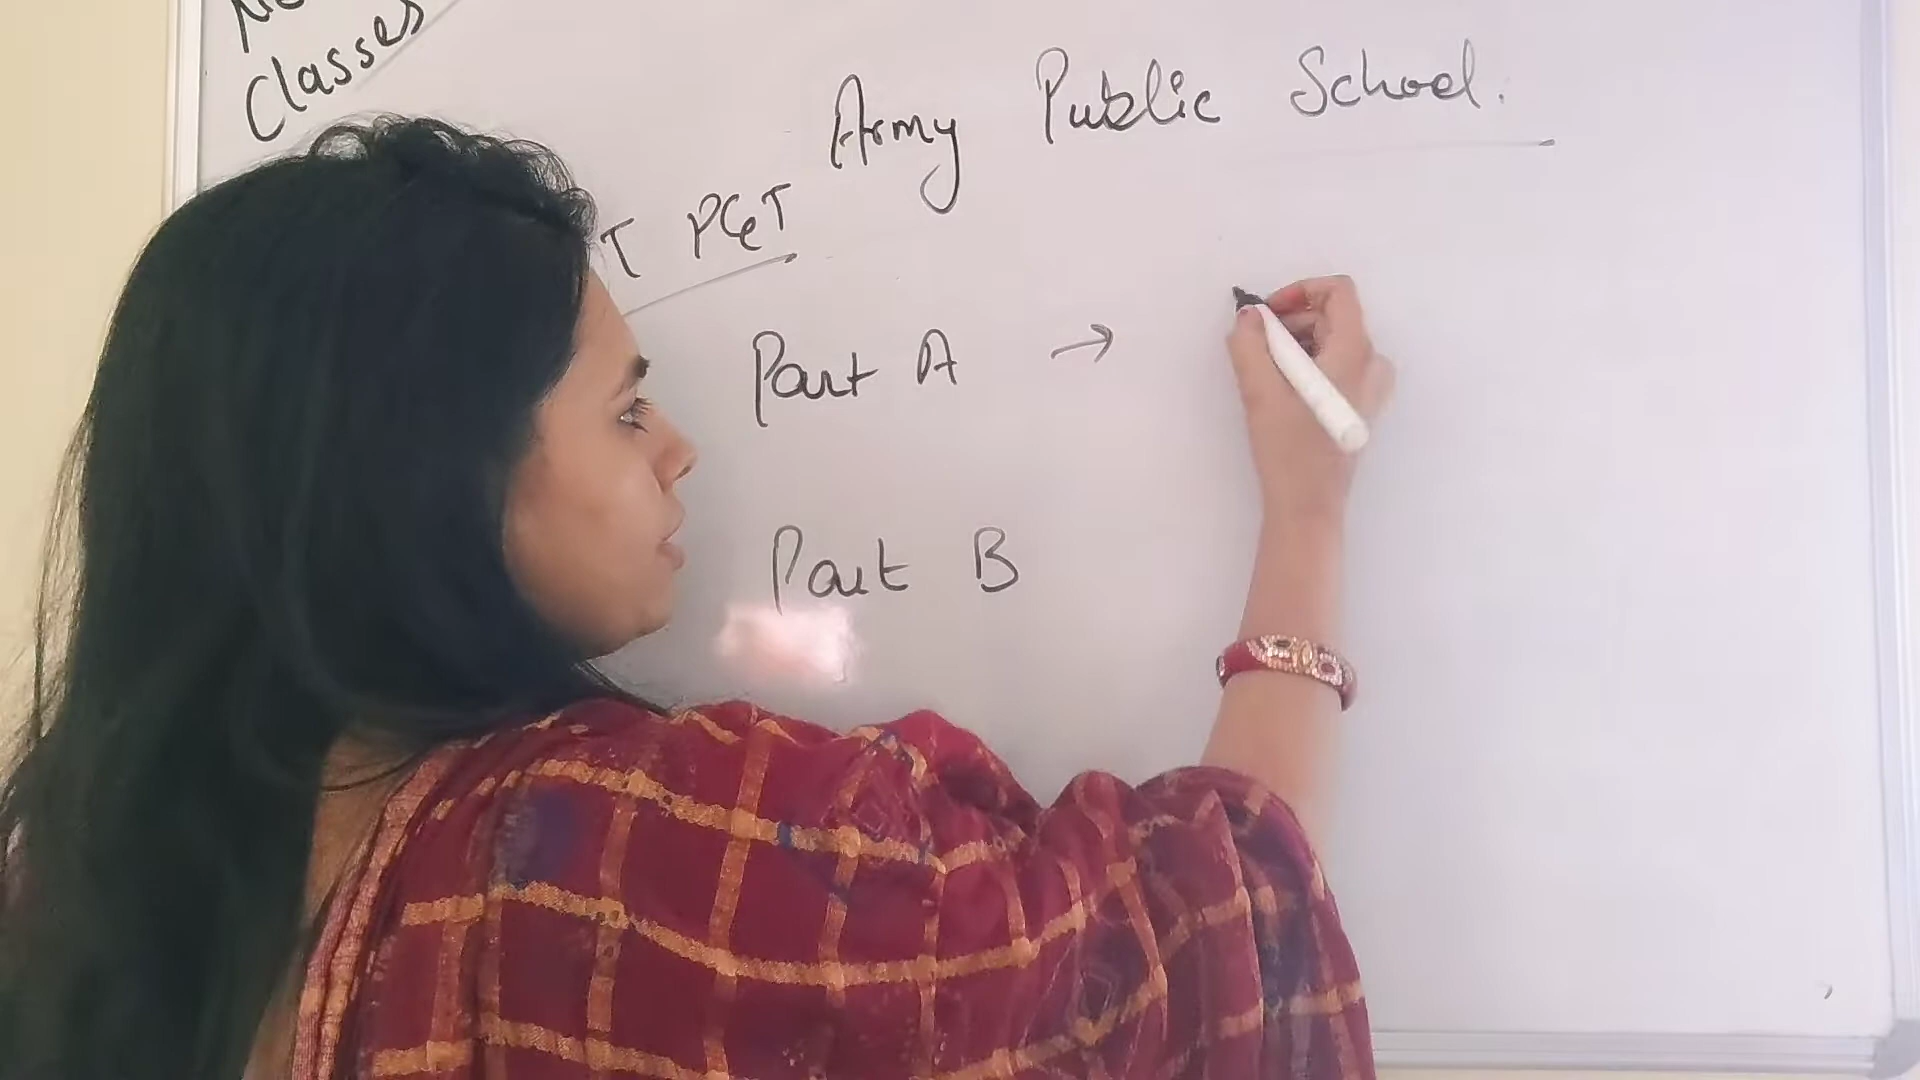 Classes
Army Public School.
T PGT
Part A →
Part B